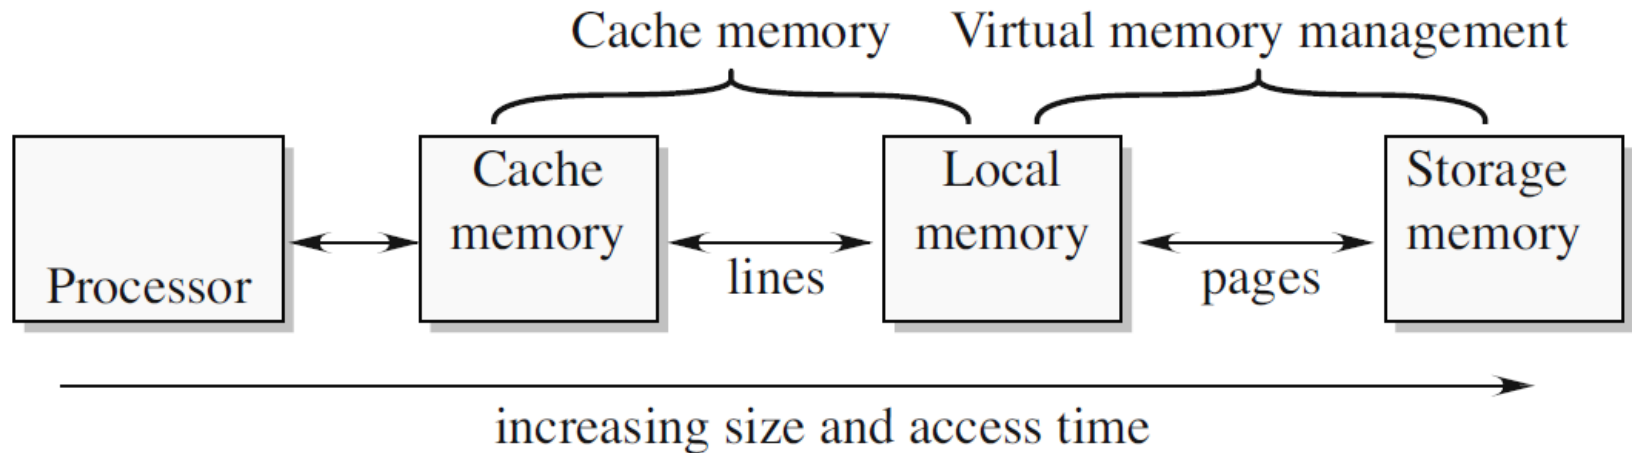 Cache memory
Virtual memory management
Processor
Cache
memory
lines
Local
memory
pages
Storage
memory
increasing size and access time